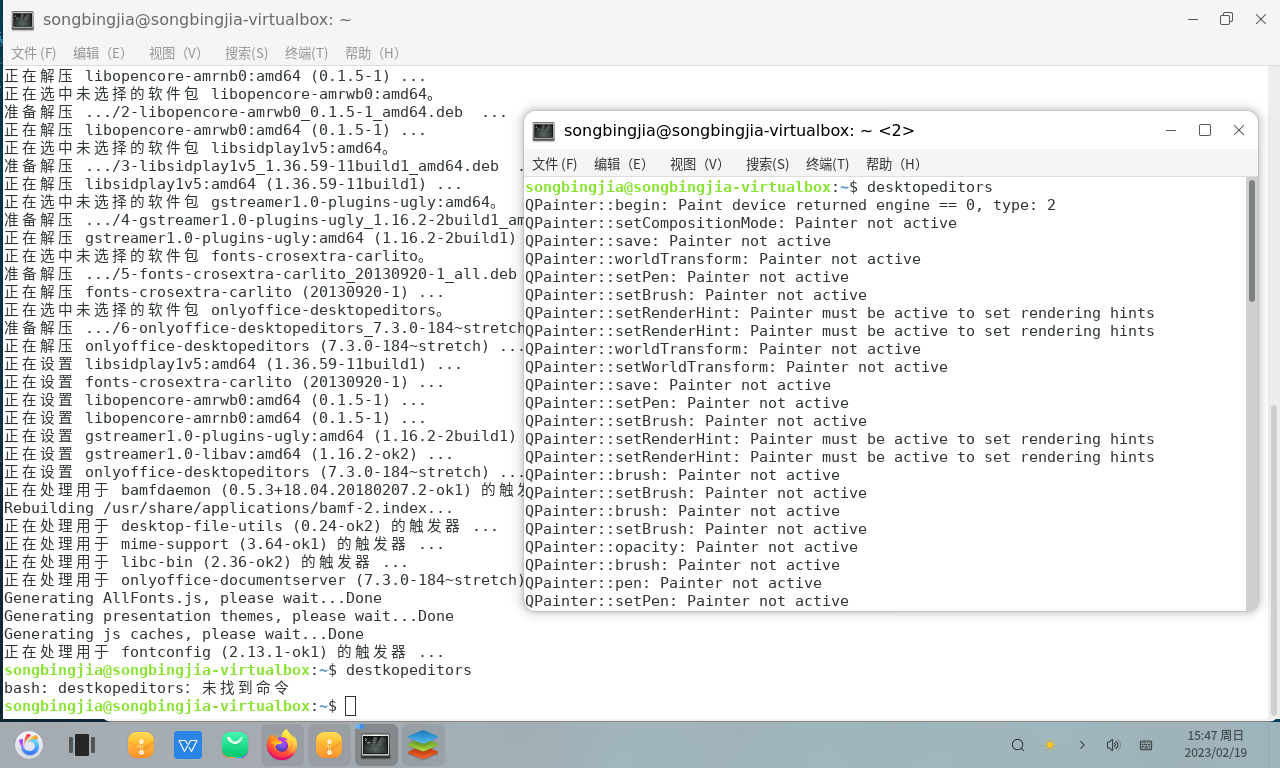 songbingjia@songbingjia-virtualbox: ~
文件 (F) 编辑（E） 视图（V） 搜索(S) 终端(T) 帮助（H）
正在解压 libopencore-amrnb0:amd64 (0.1.5-1) ...
正在选中未选择的软件包 libopencore-amrwb0:amd64。
准备解压 .../2-libopencore-amrwb0_0.1.5-1_amd64.deb ...
正在解压 libopencore-amrwb0:amd64 (0.1.5-1) ...
正在选中未选择的软件包 libsidplay1v5:amd64。
准备解压 .../3-libsidplay1v5_1.36.59-11build1_amd64.deb .
正在解压 libsidplay1v5:amd64 (1.36.59-11build1) ...
正在选中未选择的软件包 gstreamer1.0-plugins-ugly:amd64。
准备解压 .../4-gstreamer1.0-plugins-ugly_1.16.2-2build1_am
正在解压 gstreamer1.0-plugins-ugly:amd64 (1.16.2-2build1)
正在选中未选择的软件包 fonts-crosextra-carlito。
准备解压 .../5-fonts-crosextra-carlito_20130920-1_all.deb
正在解压 fonts-crosextra-carlito (20130920-1) ...
正在选中未选择的软件包 onlyoffice-desktopeditors。
准备解压 .../6-onlyoffice-desktopeditors_7.3.0-184~stretch
正在解压 onlyoffice-desktopeditors (7.3.0-184~stretch) ...
正在设置 libsidplay1v5:amd64 (1.36.59-11build1) ...
正在设置 fonts-crosextra-carlito (20130920-1) ...
正在设置 libopencore-amrwb0:amd64 (0.1.5-1) ...
正在设置 libopencore-amrnb0:amd64 (0.1.5-1) ...
正在设置 gstreamer1.0-plugins-ugly:amd64 (1.16.2-2build1)
正在设置 gstreamer1.0-libav:amd64 (1.16.2-ok2) ...
正在设置 onlyoffice-desktopeditors (7.3.0-184~stretch) ...
正在处理用于 bamfdaemon (0.5.3+18.04.20180207.2-ok1) 的触发
Rebuilding /usr/share/applications/bamf-2.index...
正在处理用于 desktop-file-utils (0.24-ok2) 的触发器 ...
正在处理用于 mime-support (3.64-ok1) 的触发器 ...
正在处理用于 libc-bin (2.36-ok2) 的触发器 ...
正在处理用于 onlyoffice-documentserver (7.3.0-184~stretch)
Generating AllFonts.js, please wait...Done
Generating presentation themes, please wait...Done
Generating js caches, please wait...Done
正在处理用于 fontconfig (2.13.1-ok1) 的触发器 ...
songbingjia@songbingjia-virtualbox:~$ destkopeditors
bash: destkopeditors：未找到命令
songbingjia@songbingjia-virtualbox:~$
songbingjia@songbingjia-virtualbox: ~ <2>
文件 (F) 编辑（E） 视图（V） 搜索(S) 终端(T) 帮助（H）
songbingjia@songbingjia-virtualbox:~$ desktopeditors
QPainter::begin: Paint device returned engine == 0, type: 2
QPainter::setCompositionMode: Painter not active
QPainter::save: Painter not active
QPainter::worldTransform: Painter not active
QPainter::setPen: Painter not active
QPainter::setBrush: Painter not active
QPainter::setRenderHint: Painter must be active to set rendering hints
QPainter::setRenderHint: Painter must be active to set rendering hints
QPainter::worldTransform: Painter not active
QPainter::setWorldTransform: Painter not active
QPainter::save: Painter not active
QPainter::setPen: Painter not active
QPainter::setBrush: Painter not active
QPainter::setRenderHint: Painter must be active to set rendering hints
QPainter::setRenderHint: Painter must be active to set rendering hints
QPainter::brush: Painter not active
QPainter::setBrush: Painter not active
QPainter::brush: Painter not active
QPainter::setBrush: Painter not active
QPainter::opacity: Painter not active
QPainter::brush: Painter not active
QPainter::pen: Painter not active
QPainter::setPen: Painter not active
15:47 周日
2023/02/19